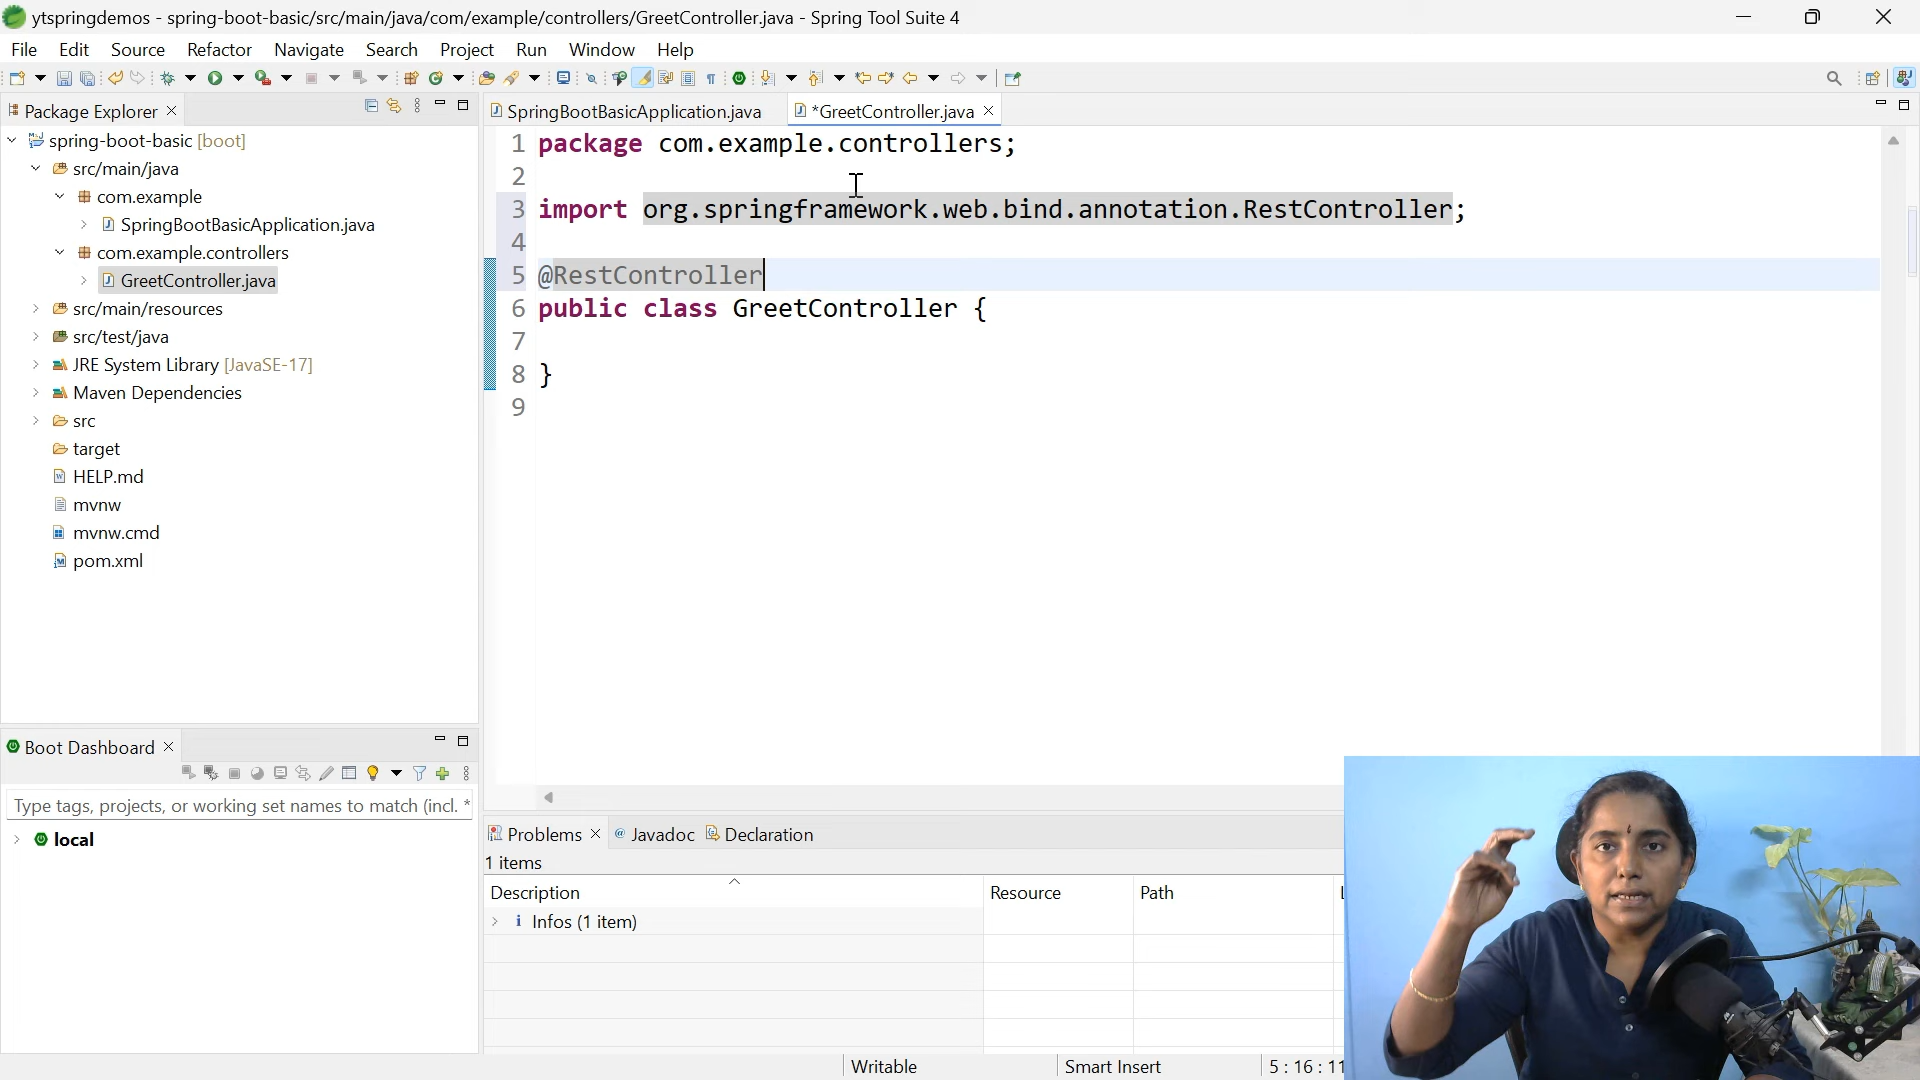 ytspringdemos - spring-boot-basic/src/main/java/com/example/controllers/GreetController.java - Spring Tool Suite 4
File Edit Source Refactor Navigate Search Project Run Window Help
Package Explorer
spring-boot-basic [boot]
src/main/java
com.example
SpringBootBasicApplication.java
com.example.controllers
GreetController.java
src/main/resources
src/test/java
JRE System Library [JavaSE-17]
Maven Dependencies
src
target
HELP.md
mvnw
mvnw.cmd
pom.xml
Boot Dashboard
Type tags, projects, or working set names to match (incl. *
local
SpringBootBasicApplication.java *GreetController.java
1 package com.example.controllers;
2
3 import org.springframework.web.bind.annotation.RestController;
4
5 @RestController
6 public class GreetController {
7
8 }
9
Problems @ Javadoc Declaration
1 items
Description Resource Path
Infos (1 item)
Writable Smart Insert 5 : 16 : 11